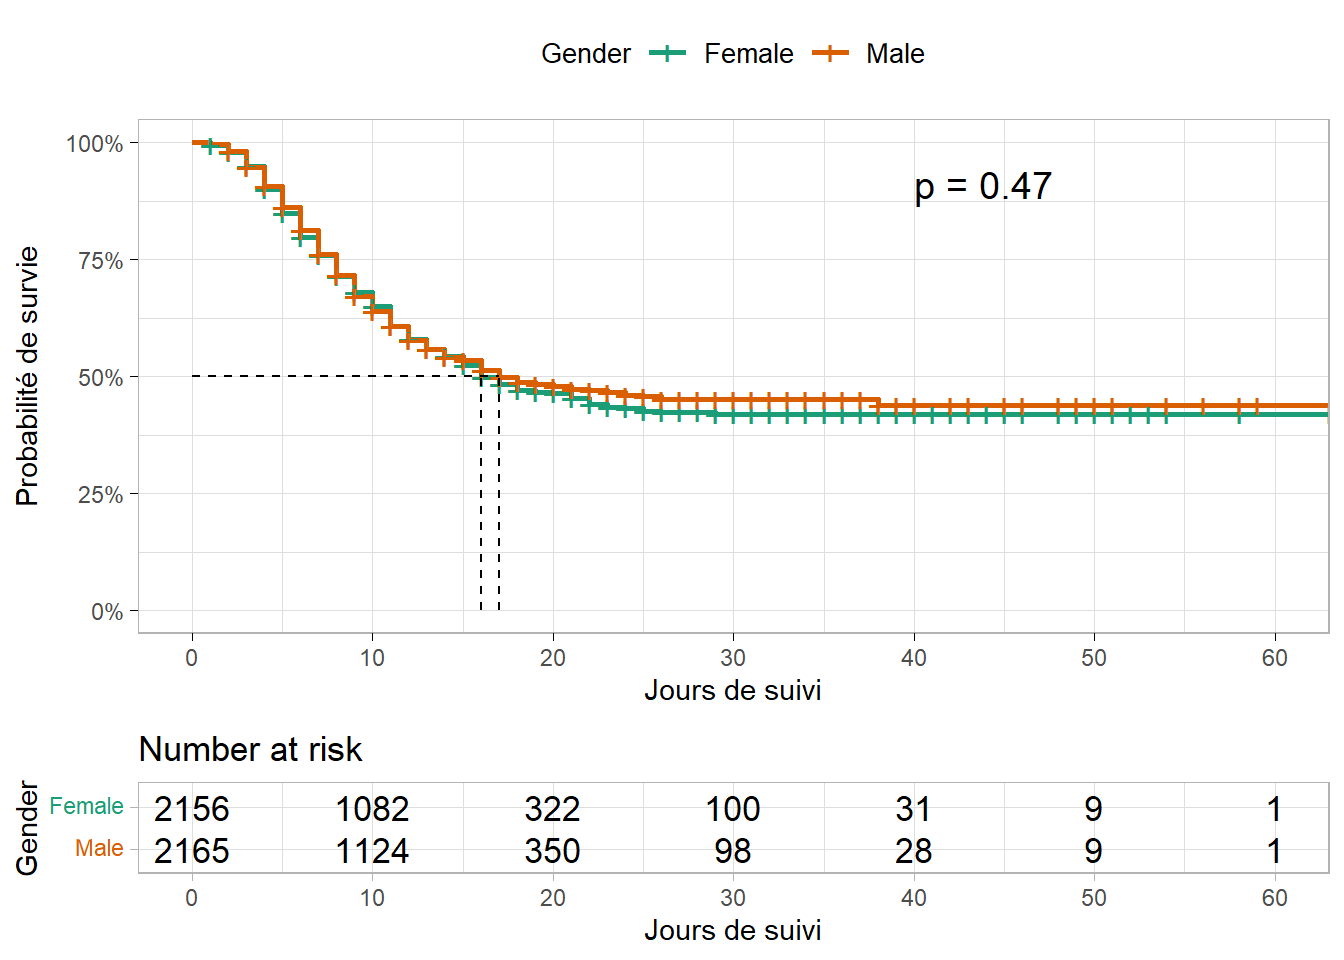 Gender Female Male
100%
75%
50%
25%
0%
Probabilité de survie
p = 0.47
0 10 20 30 40 50 60
Jours de suivi
Number at risk
Gender
Female 2156 1082 322 100 31 9 1
Male 2165 1124 350 98 28 9 1
0 10 20 30 40 50 60
Jours de suivi